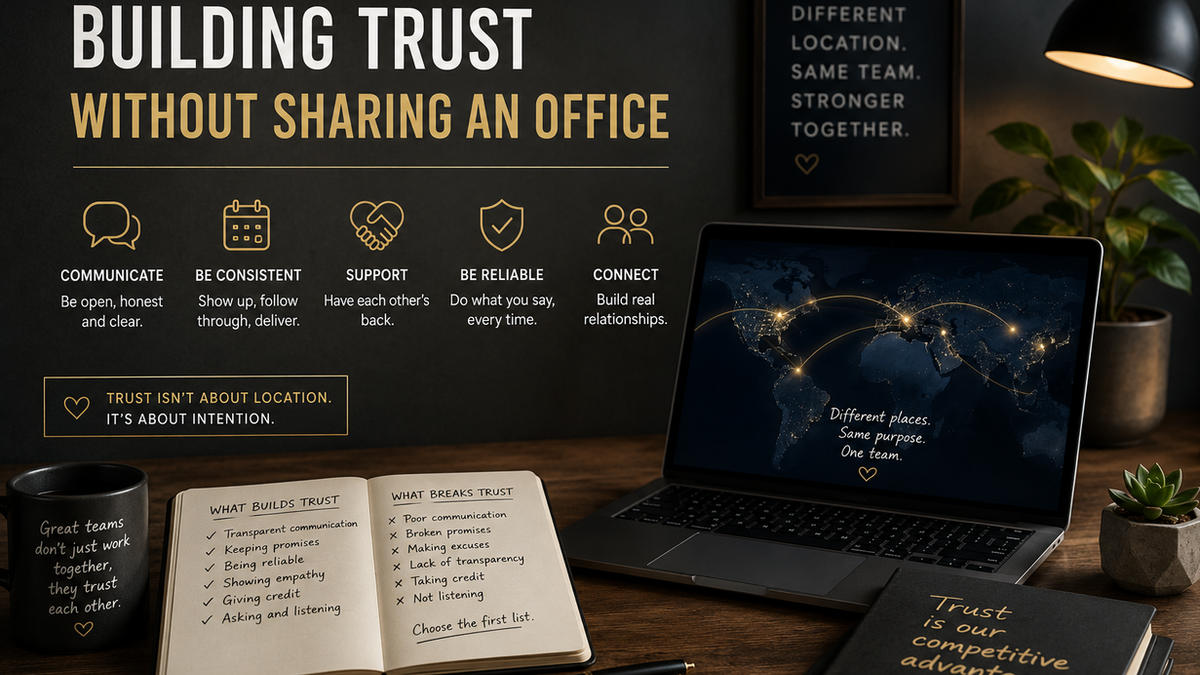 BUILDING TRUST
WITHOUT SHARING AN OFFICE
COMMUNICATE
Be open, honest
and clear.
BE CONSISTENT
Show up, follow
through, deliver.
SUPPORT
Have each other's
back.
BE RELIABLE
Do what you say,
every time.
CONNECT
Build real
relationships.
TRUST ISN'T ABOUT LOCATION.
IT'S ABOUT INTENTION.
DIFFERENT
LOCATION.
SAME TEAM.
STRONGER
TOGETHER.
Different places.
Same purpose.
One team.
Great teams
don't just work
together,
they trust
each other.
WHAT BUILDS TRUST
✓ Transparent communication
✓ Keeping promises
✓ Being reliable
✓ Showing empathy
✓ Giving credit
✓ Asking and listening
WHAT BREAKS TRUST
× Poor communication
× Broken promises
× Making excuses
× Lack of transparency
× Taking credit
× Not listening
Choose the first list.
Trust
is our
competitive